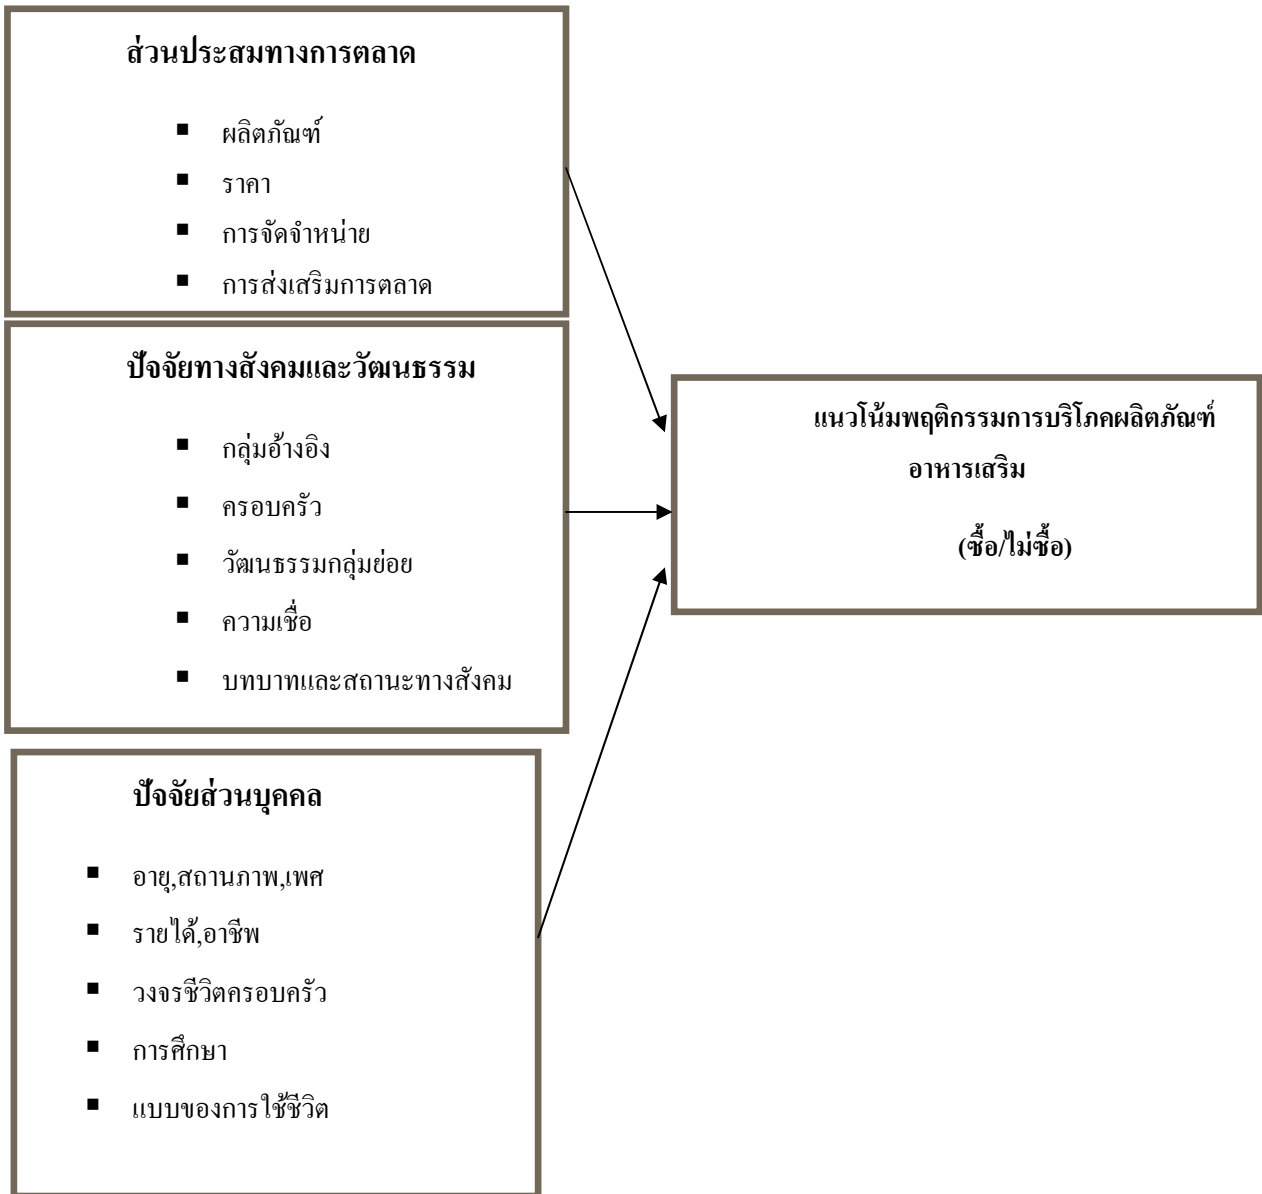 ส่วนประสมทางการตลาด
▪ ผลิตภัณฑ์
▪ ราคา
▪ การจัดจำหน่าย
▪ การส่งเสริมการตลาด
ปัจจัยทางสังคมและวัฒนธรรม
▪ กลุ่มอ้างอิง
▪ ครอบครัว
▪ วัฒนธรรมกลุ่มย่อย
▪ ความเชื่อ
▪ บทบาทและสถานะทางสังคม
ปัจจัยส่วนบุคคล
▪ อายุ,สถานภาพ,เพศ
▪ รายได้,อาชีพ
▪ วงจรชีวิตครอบครัว
▪ การศึกษา
▪ แบบของการใช้ชีวิต
แนวโน้มพฤติกรรมการบริโภคผลิตภัณฑ์
อาหารเสริม
(ซื้อ/ไม่ซื้อ)